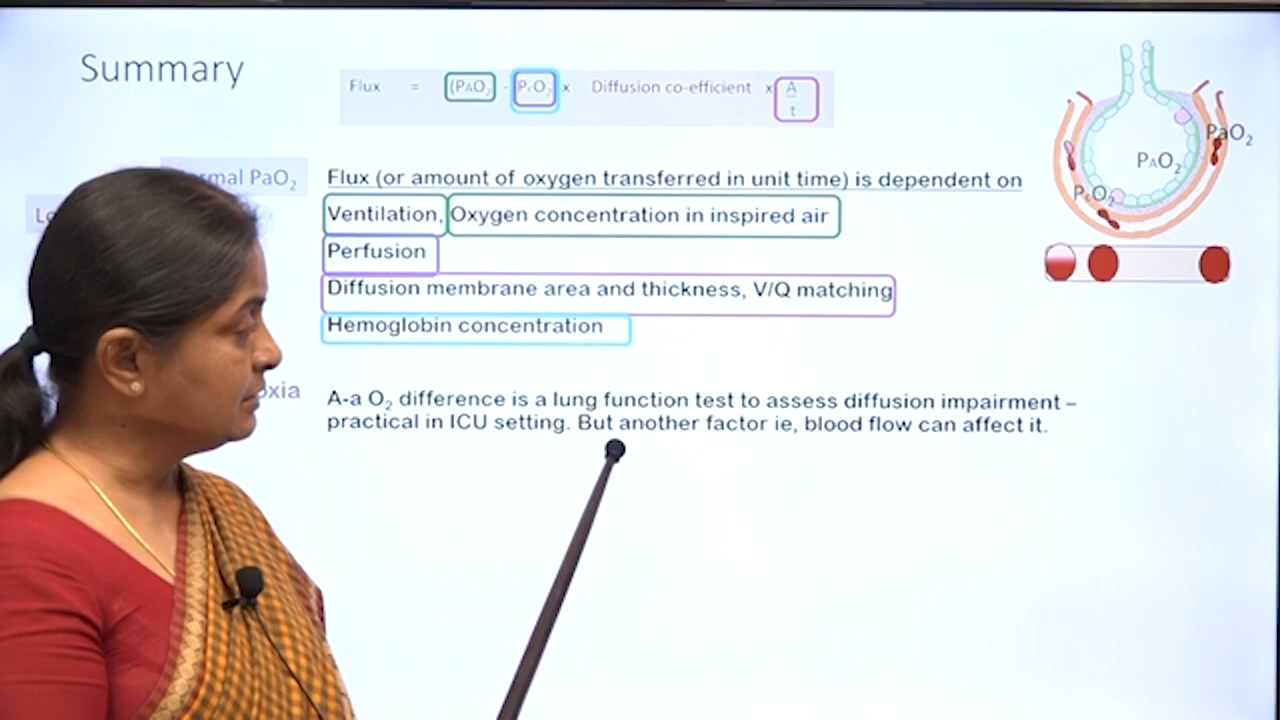 Summary
Flux = (PAO2 - PcO2 x Diffusion co-efficient x A
t
PaO2
PAO2
PcO2
PaO2
Flux (or amount of oxygen transferred in unit time) is dependent on
Ventilation, Oxygen concentration in inspired air
Perfusion
Diffusion membrane area and thickness, V/Q matching
Hemoglobin concentration
A-a O2 difference is a lung function test to assess diffusion impairment –
practical in ICU setting. But another factor ie, blood flow can affect it.